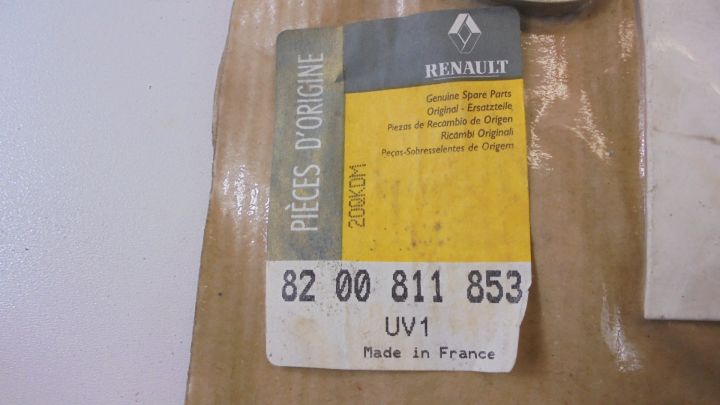 RENAULT
PIÈCES D'ORIGINE
Genuine Spare Parts
Original - Ersatzteile
Piezas de Recambio de Origen
Ricambi Originali
Peças-Sobresselentes de Origem
200KDM
82 00 811 853
UV1
Made in France